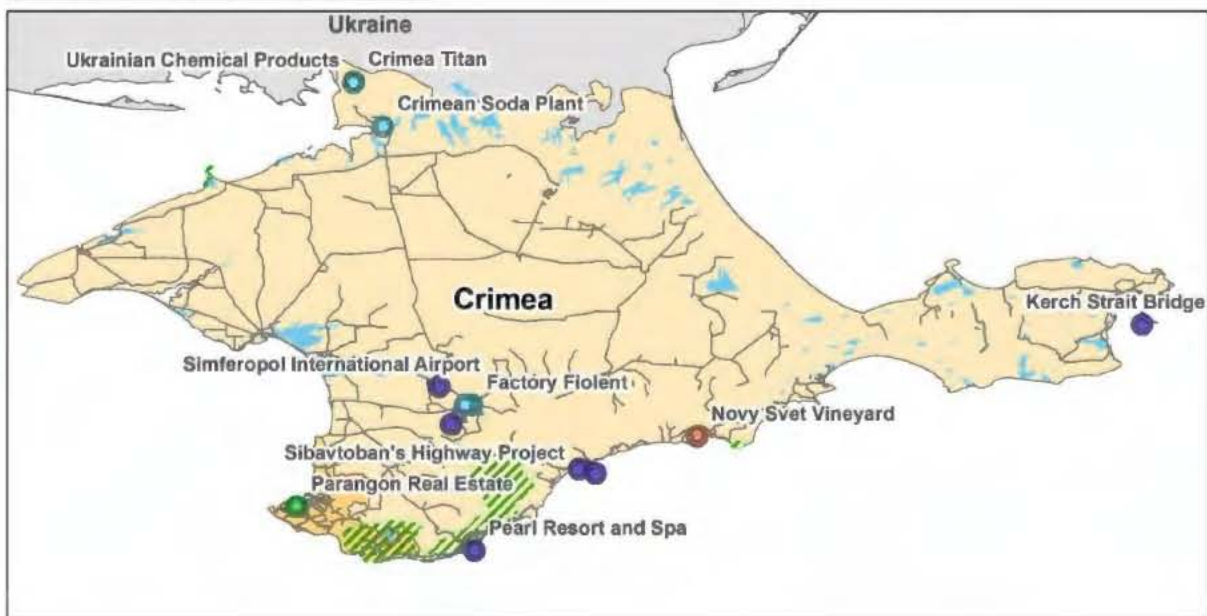 Ukraine
Ukrainian Chemical Products
Crimea Titan
Crimean Soda Plant
Crimea
Kerch Strait Bridge
Simferopol International Airport
Factory Fiolent
Novy Svet Vineyard
Sibavtoban's Highway Project
Parangon Real Estate
Pearl Resort and Spa